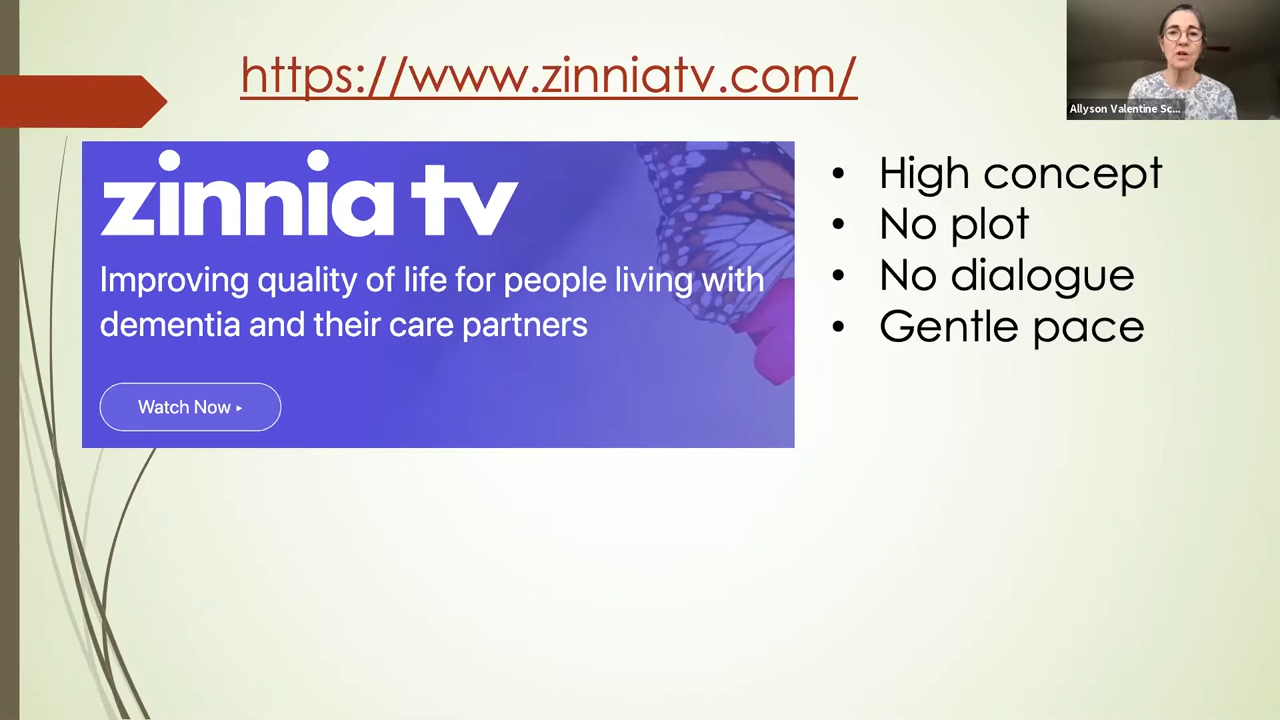 https://www.zinniatv.com/
Allyson Valentine Sc...
zinnia tv
Improving quality of life for people living with
dementia and their care partners
Watch Now ▸
• High concept
• No plot
• No dialogue
• Gentle pace